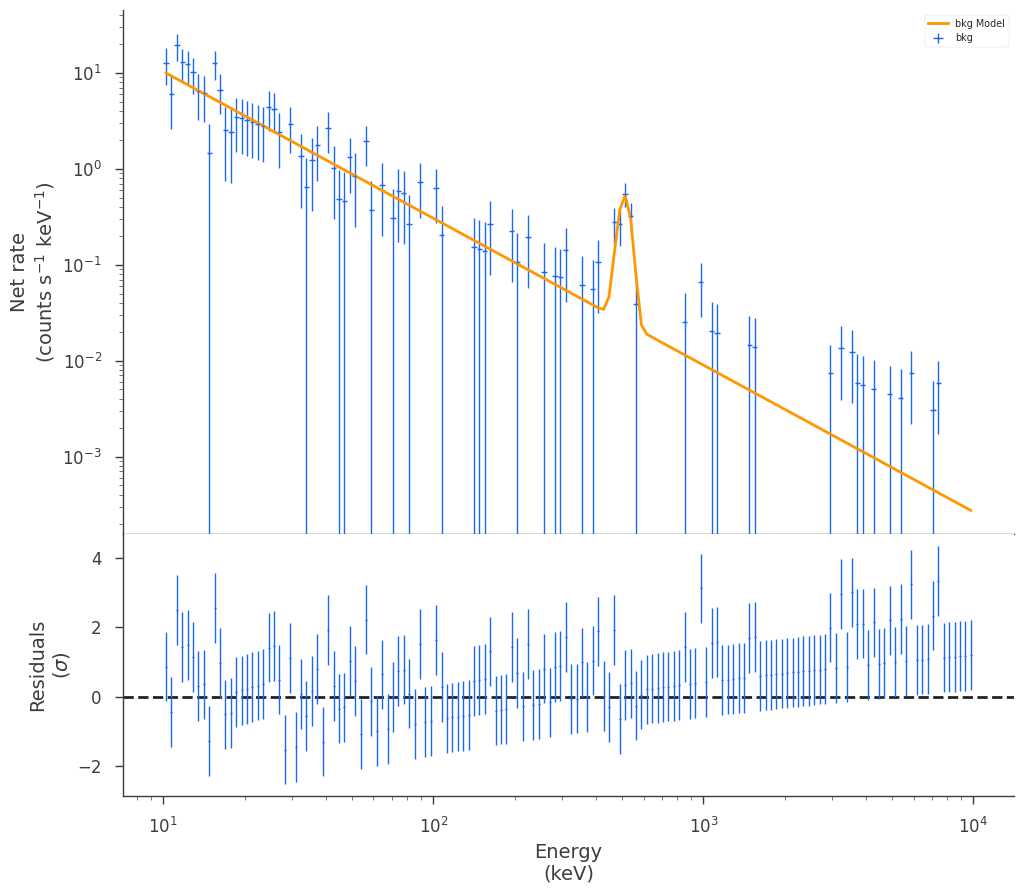 bkg Model
bkg
Net rate
(counts s⁻¹ keV⁻¹)
10¹
10⁰
10⁻¹
10⁻²
10⁻³
Residuals
(σ)
4
2
0
−2
10¹ 10² 10³ 10⁴
Energy
(keV)